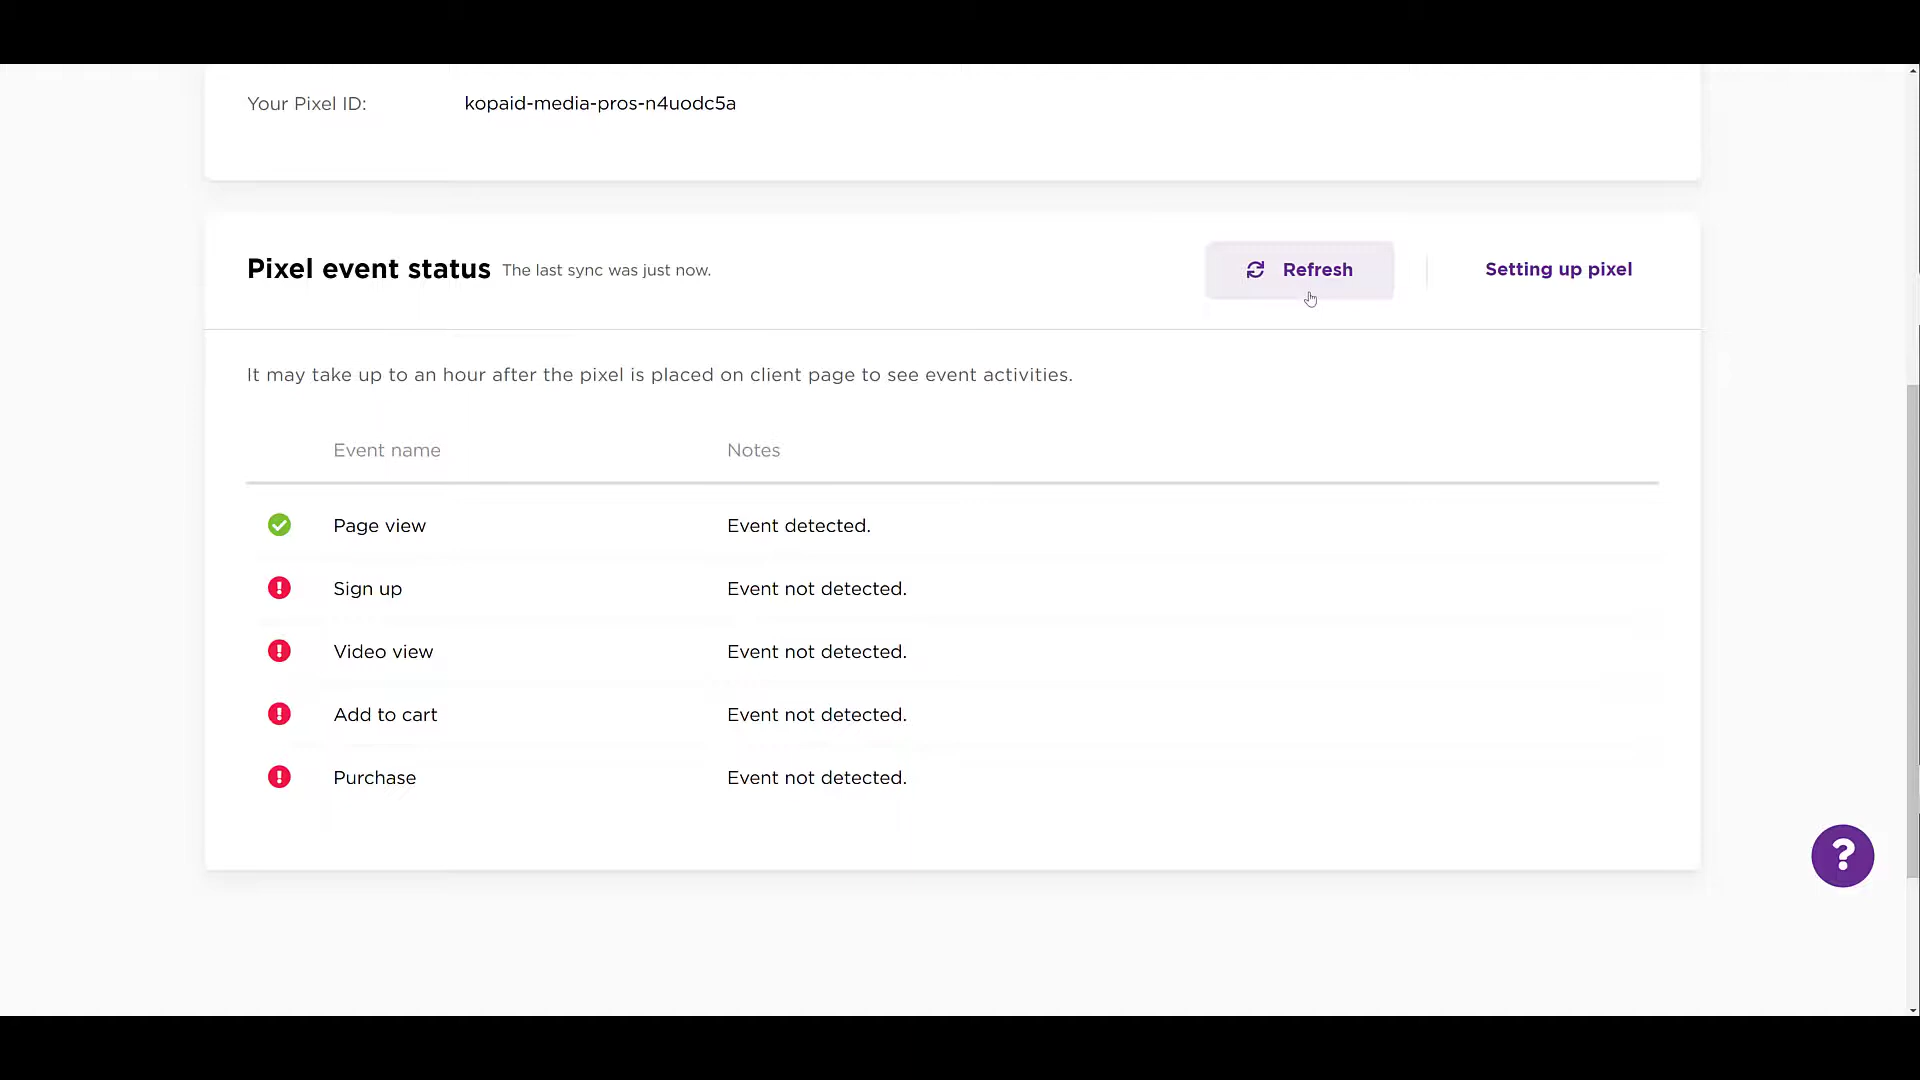 Your Pixel ID: kopaid-media-pros-n4uodc5a
Pixel event status The last sync was just now. Refresh Setting up pixel
It may take up to an hour after the pixel is placed on client page to see event activities.
Event name Notes
Page view Event detected.
Sign up Event not detected.
Video view Event not detected.
Add to cart Event not detected.
Purchase Event not detected.
?